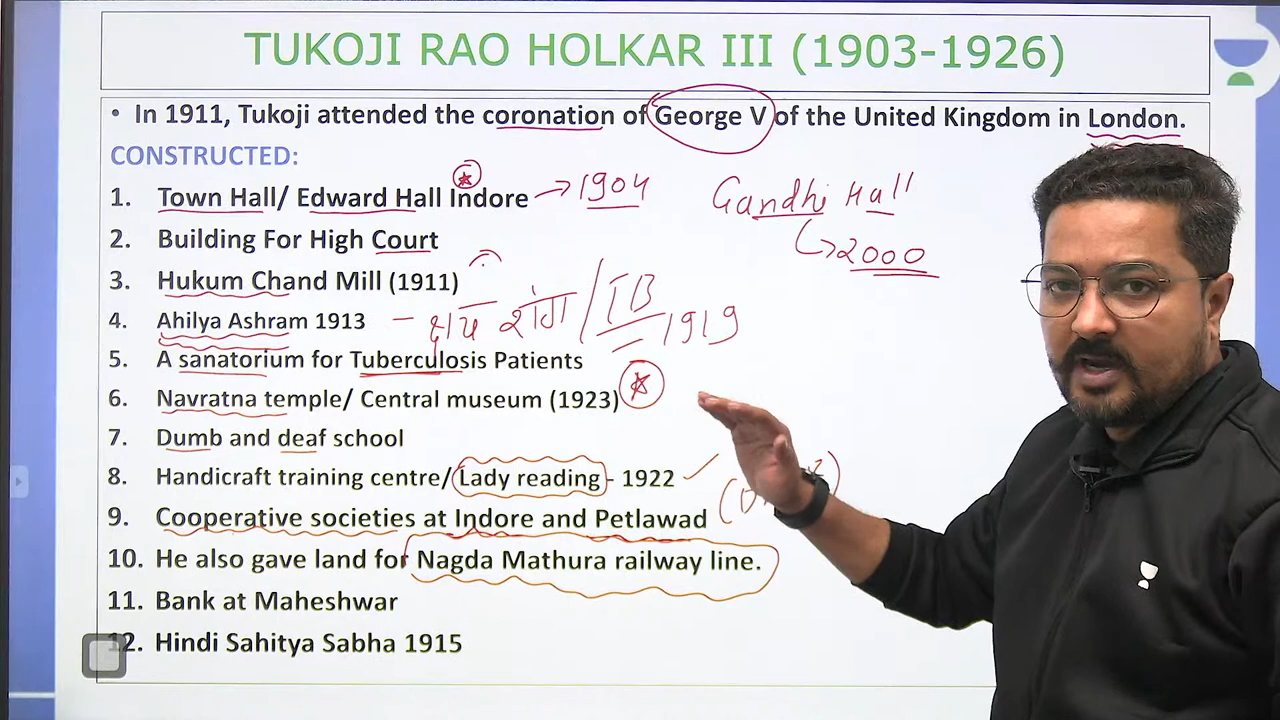 TUKOJI RAO HOLKAR III (1903-1926)
• In 1911, Tukoji attended the coronation of George V of the United Kingdom in London.
CONSTRUCTED:
1. Town Hall/ Edward Hall Indore → 1904 Gandhi Hall
↳ 2000
2. Building For High Court
3. Hukum Chand Mill (1911)
4. Ahilya Ashram 1913 – क्षय रोग / TB 1919
5. A sanatorium for Tuberculosis Patients
6. Navratna temple/ Central museum (1923)
7. Dumb and deaf school
8. Handicraft training centre/ Lady reading - 1922 ✓
9. Cooperative societies at Indore and Petlawad
10. He also gave land for Nagda Mathura railway line.
11. Bank at Maheshwar
12. Hindi Sahitya Sabha 1915